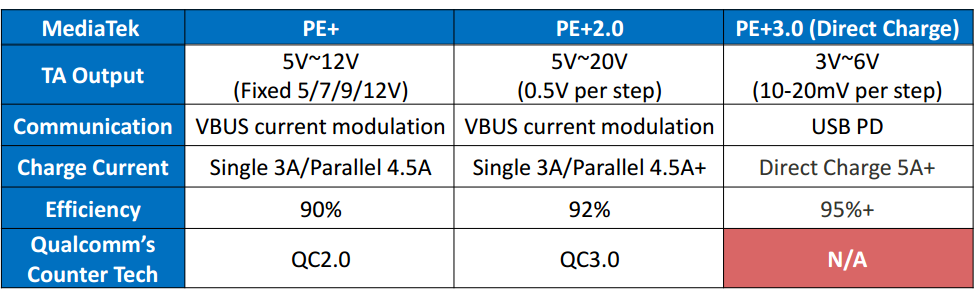 MediaTek PE+ PE+2.0 PE+3.0 (Direct Charge)
TA Output 5V~12V 5V~20V 3V~6V
(Fixed 5/7/9/12V) (0.5V per step) (10-20mV per step)
Communication VBUS current modulation VBUS current modulation USB PD
Charge Current Single 3A/Parallel 4.5A Single 3A/Parallel 4.5A+ Direct Charge 5A+
Efficiency 90% 92% 95%+
Qualcomm's
Counter Tech QC2.0 QC3.0 N/A